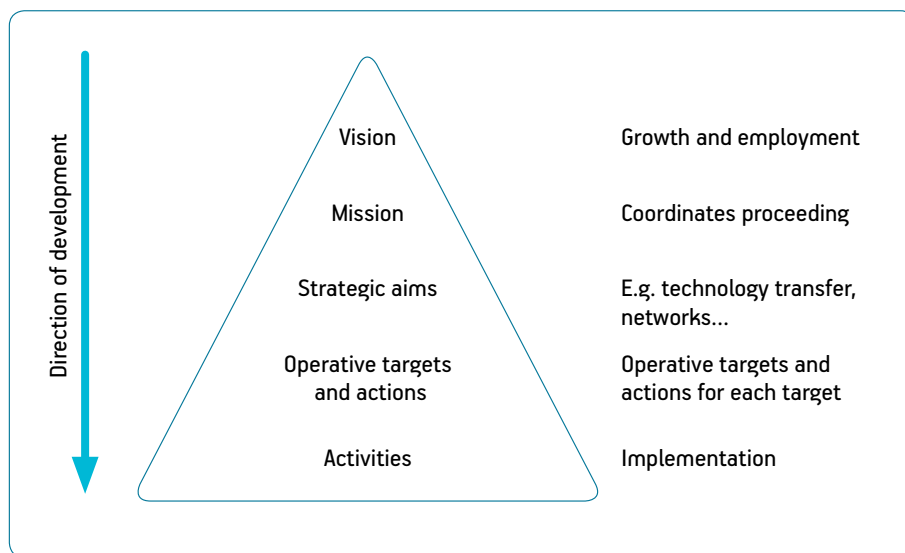 Direction of development
Vision
Growth and employment
Mission
Coordinates proceeding
Strategic aims
E.g. technology transfer,
networks...
Operative targets
and actions
Operative targets and
actions for each target
Activities
Implementation